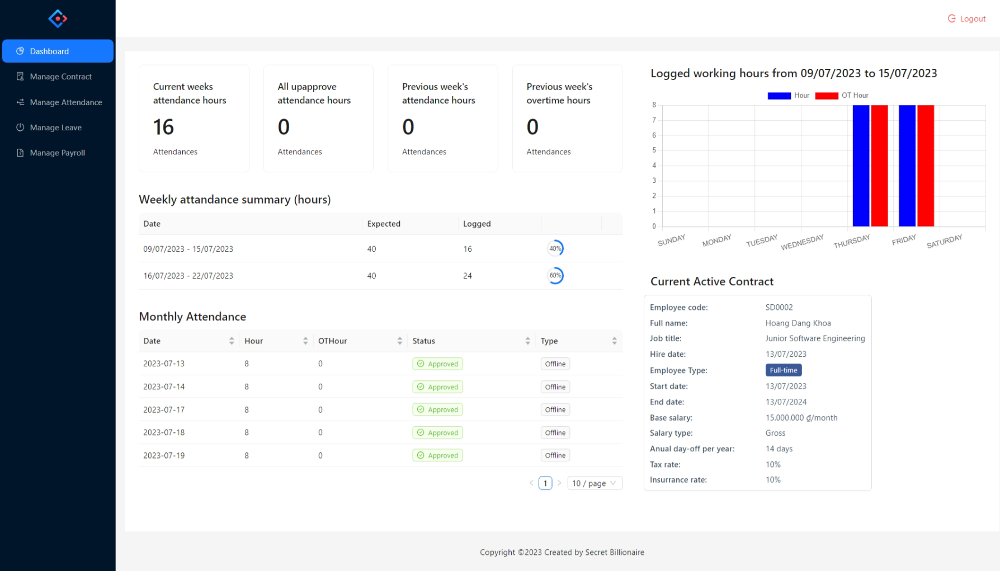 Logout
Dashboard
Manage Contract
Manage Attendance
Manage Leave
Manage Payroll
Current weeks
attendance hours
16
Attendances
All upapprove
attendance hours
0
Attendances
Previous week's
attendance hours
0
Attendances
Previous week's
overtime hours
0
Attendances
Weekly attandance summary (hours)
Date Expected Logged
09/07/2023 - 15/07/2023 40 16 40%
16/07/2023 - 22/07/2023 40 24 60%
Monthly Attendance
Date Hour OTHour Status Type
2023-07-13 8 0 Approved Offline
2023-07-14 8 0 Approved Offline
2023-07-17 8 0 Approved Offline
2023-07-18 8 0 Approved Offline
2023-07-19 8 0 Approved Offline
< 1 > 10 / page
Logged working hours from 09/07/2023 to 15/07/2023
Hour OT Hour
8
7
6
5
4
3
2
1
0
SUNDAY MONDAY TUESDAY WEDNESDAY THURSDAY FRIDAY SATURDAY
Current Active Contract
Employee code: SD0002
Full name: Hoang Dang Khoa
Job title: Junior Software Engineering
Hire date: 13/07/2023
Employee Type: Full-time
Start date: 13/07/2023
End date: 13/07/2024
Base salary: 15.000.000 ₫/month
Salary type: Gross
Anual day-off per year: 14 days
Tax rate: 10%
Insurrance rate: 10%
Copyright ©2023 Created by Secret Billionaire